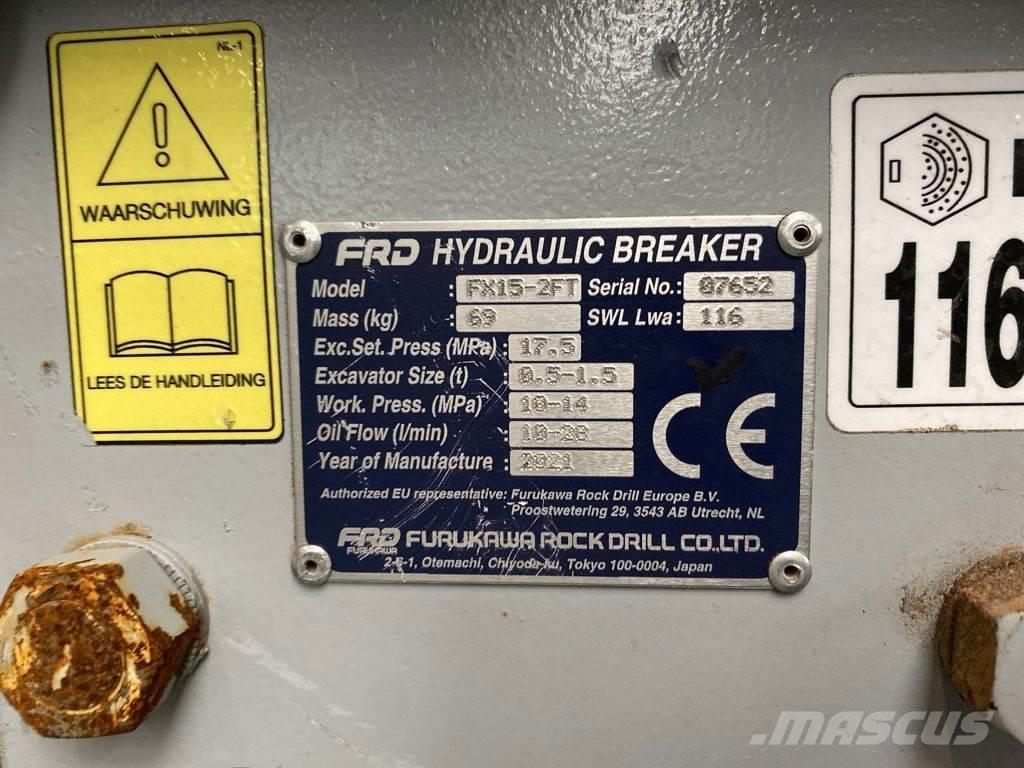 NL-1
WAARSCHUWING
LEES DE HANDLEIDING
FRD HYDRAULIC BREAKER
Model : FX15-2FT Serial No.: 07652
Mass (kg) : 69 SWL Lwa : 116
Exc.Set. Press (MPa) : 17.5
Excavator Size (t) : 0.5-1.5
Work. Press. (MPa) : 10-14
Oil Flow (l/min) : 10-28
Year of Manufacture : 2021
CE
Authorized EU representative: Furukawa Rock Drill Europe B.V.
Proostwetering 29, 3543 AB Utrecht, NL
FRD FURUKAWA ROCK DRILL CO.,LTD.
FURUKAWA
2-6-1, Otemachi, Chiyoda-ku, Tokyo 100-0004, Japan
116
MASCUS